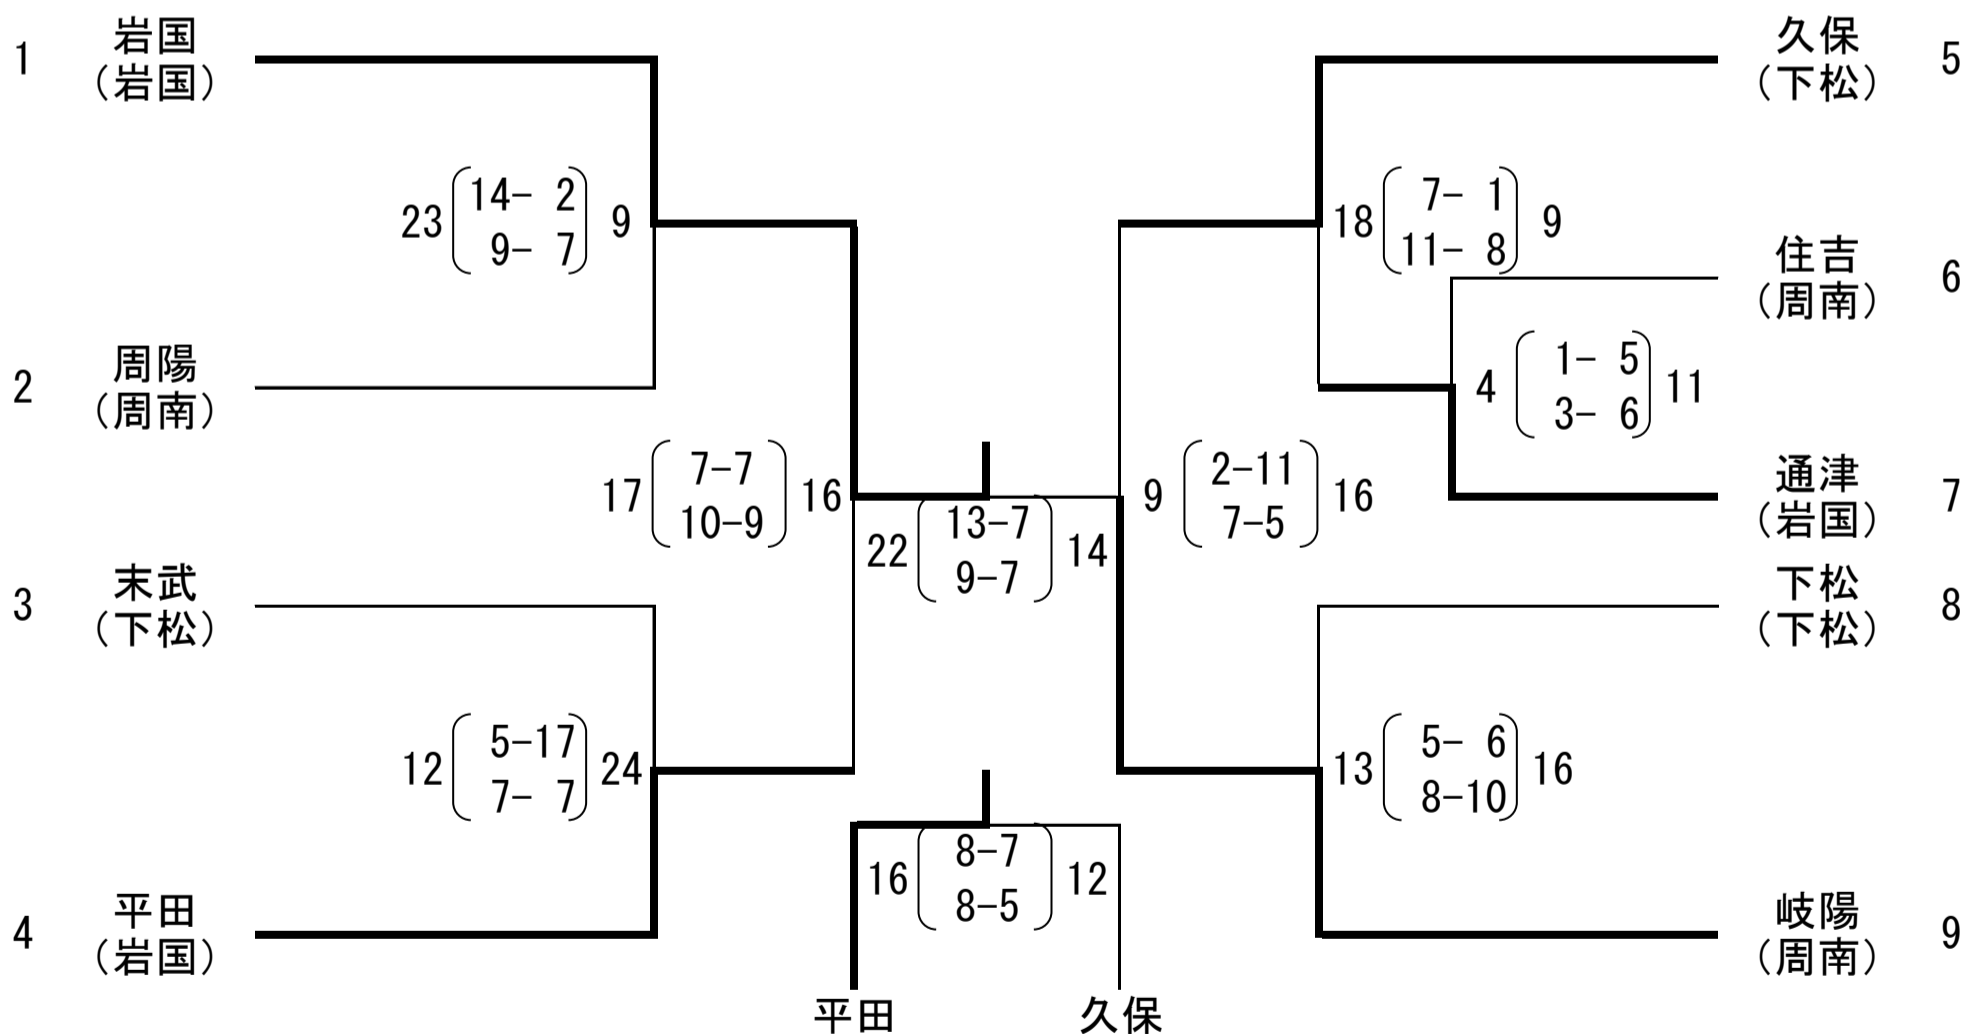 1 岩国
(岩国)
23 14- 2 9
9- 7
2 周陽
(周南)
17 7-7 16
10-9
3 末武
(下松)
12 5-17 24
7- 7
4 平田
(岩国)
22 13-7 14
9-7
16 8-7 12
8-5
平田 久保
久保 5
(下松)
18 7- 1 9
11- 8
住吉 6
(周南)
4 1- 5 11
3- 6
通津 7
(岩国)
9 2-11 16
7-5
下松 8
(下松)
13 5- 6 16
8-10
岐陽 9
(周南)